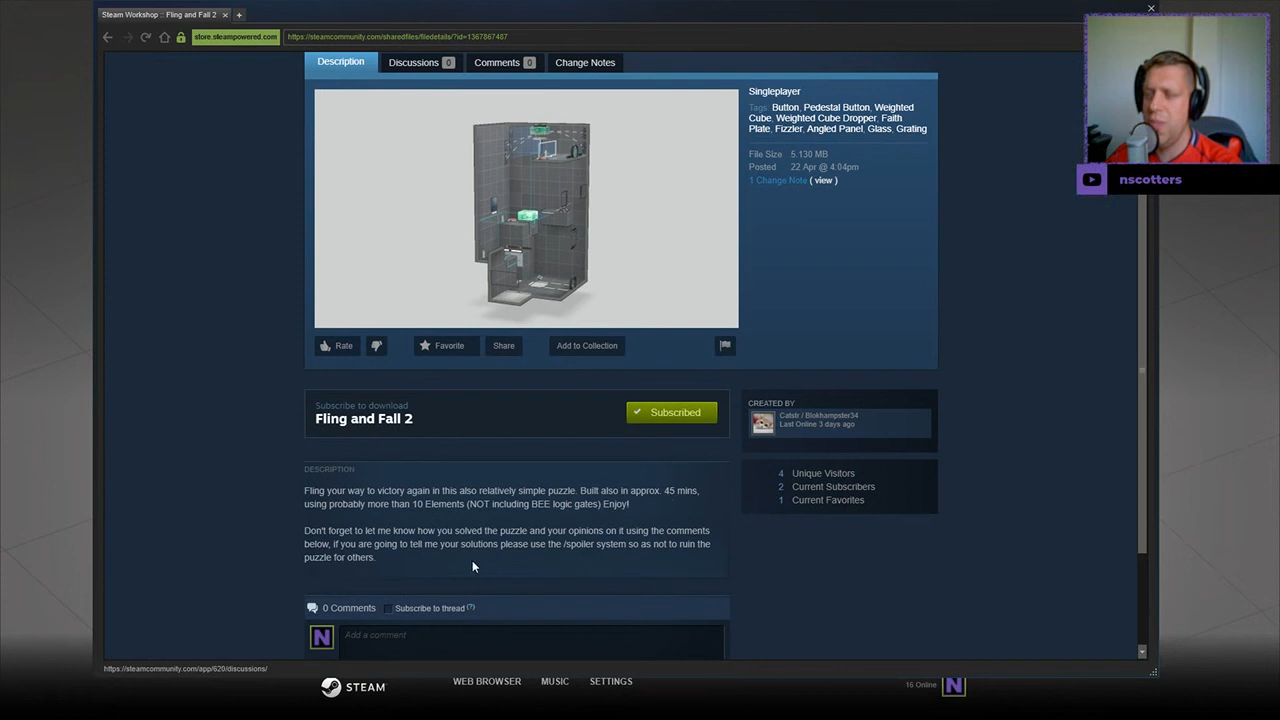 Steam Workshop :: Fling and Fall 2
store.steampowered.com
https://steamcommunity.com/sharedfiles/filedetails/?id=1367867487
nscotters
Description
Discussions 0
Comments 0
Change Notes
Singleplayer
Tags: Button, Pedestal Button, Weighted
Cube, Weighted Cube Dropper, Faith
Plate, Fizzler, Angled Panel, Glass, Grating
File Size 5.130 MB
Posted 22 Apr @ 4:04pm
1 Change Note ( view )
Rate
Favorite
Share
Add to Collection
Subscribe to download
Fling and Fall 2
Subscribed
CREATED BY
Catstr / Blokhampster34
Last Online 3 days ago
4 Unique Visitors
2 Current Subscribers
1 Current Favorites
DESCRIPTION
Fling your way to victory again in this also relatively simple puzzle. Built also in approx. 45 mins,
using probably more than 10 Elements (NOT including BEE logic gates) Enjoy!
Don't forget to let me know how you solved the puzzle and your opinions on it using the comments
below, if you are going to tell me your solutions please use the /spoiler system so as not to ruin the
puzzle for others.
0 Comments
Subscribe to thread (?)
N
Add a comment
https://steamcommunity.com/app/620/discussions/
STEAM
WEB BROWSER
MUSIC
SETTINGS
16 Online
N